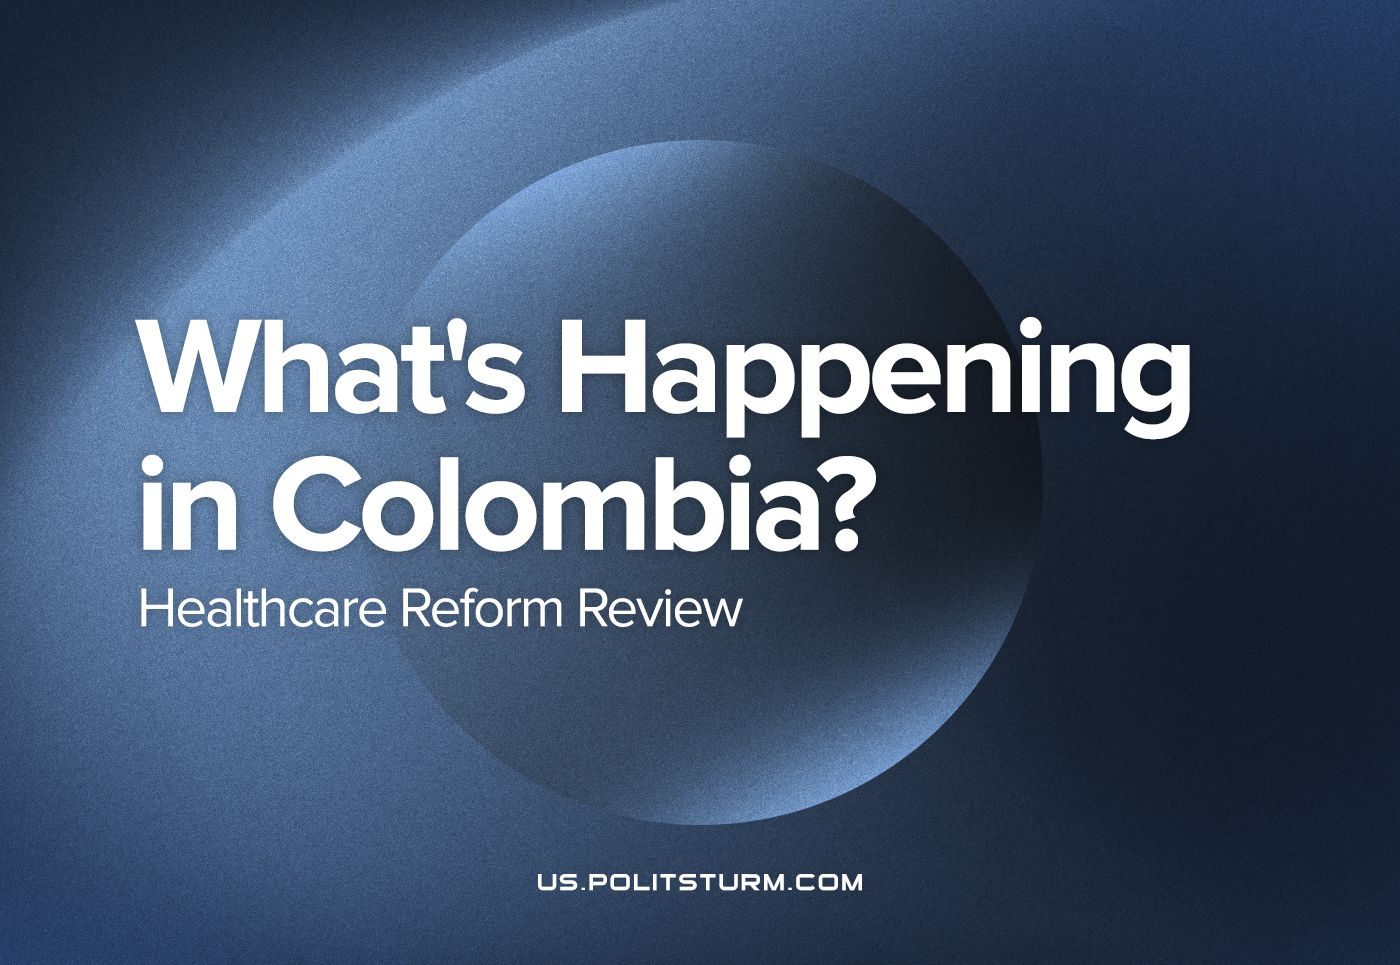 What's Happening
in Colombia?
Healthcare Reform Review
US.POLITSTURM.COM